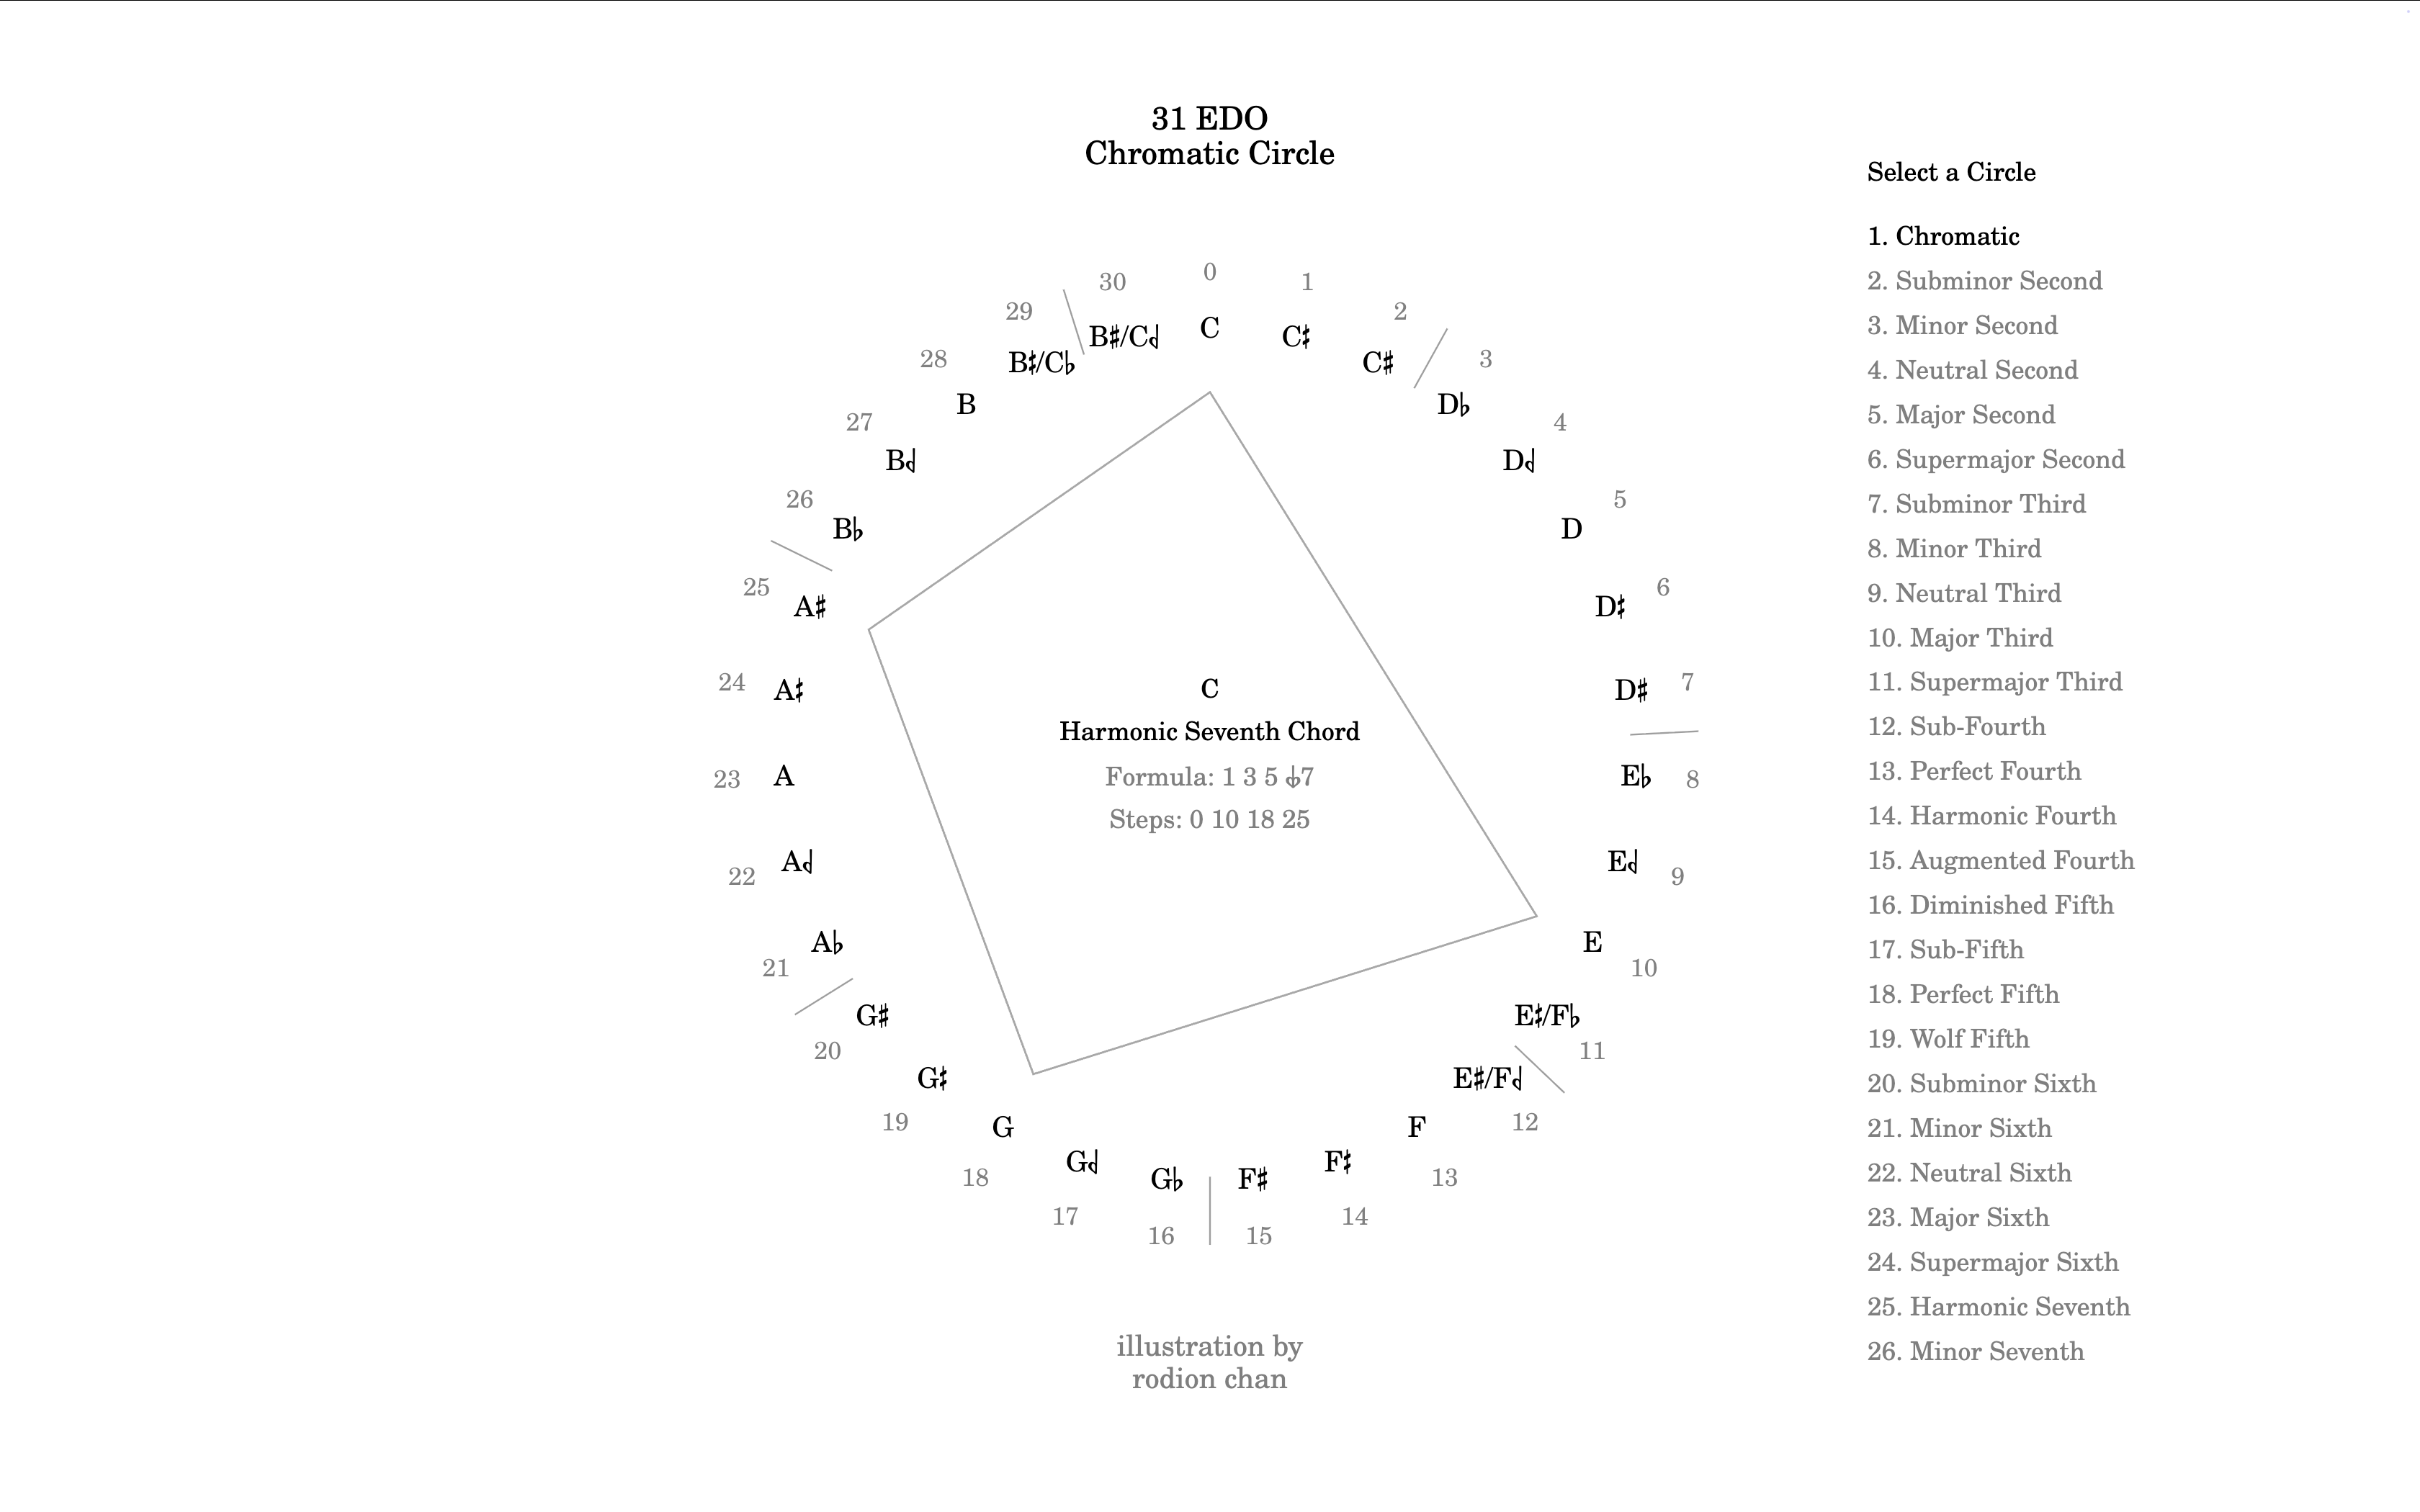 31 EDO
Chromatic Circle
0
C
1
C𝄲
2
C♯
3
D♭
4
D𝄳
5
D
6
D𝄲
7
D♯
8
E♭
9
E𝄳
10
E
11
E𝄲/F♭
12
E♯/F𝄳
13
F
14
F𝄲
15
F♯
16
G♭
17
G𝄳
18
G
19
G𝄲
20
G♯
21
A♭
22
A𝄳
23
A
24
A𝄲
25
A♯
26
B♭
27
B𝄳
28
B
29
B𝄲/C♭
30
B♯/C𝄳
C
Harmonic Seventh Chord
Formula: 1 3 5 ↓♭7
Steps: 0 10 18 25
illustration by
rodion chan
Select a Circle
1. Chromatic
2. Subminor Second
3. Minor Second
4. Neutral Second
5. Major Second
6. Supermajor Second
7. Subminor Third
8. Minor Third
9. Neutral Third
10. Major Third
11. Supermajor Third
12. Sub-Fourth
13. Perfect Fourth
14. Harmonic Fourth
15. Augmented Fourth
16. Diminished Fifth
17. Sub-Fifth
18. Perfect Fifth
19. Wolf Fifth
20. Subminor Sixth
21. Minor Sixth
22. Neutral Sixth
23. Major Sixth
24. Supermajor Sixth
25. Harmonic Seventh
26. Minor Seventh